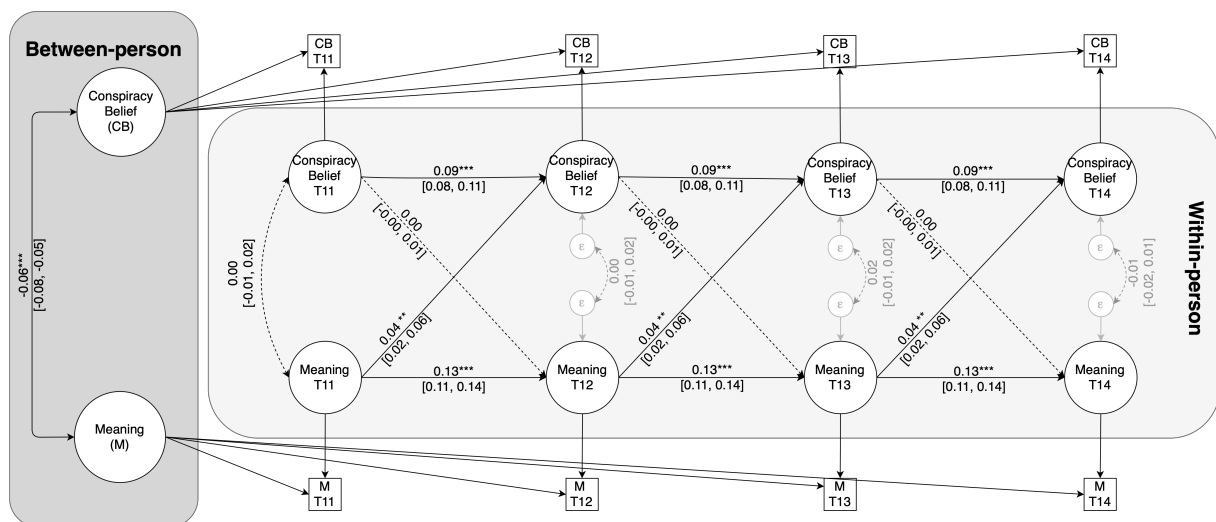 Between-person
Conspiracy
Belief
(CB)
-0.06***
[-0.08, -0.05]
Meaning
(M)
CB
T11
CB
T12
CB
T13
CB
T14
Within-person
Conspiracy
Belief
T11
0.09***
[0.08, 0.11]
Conspiracy
Belief
T12
0.09***
[0.08, 0.11]
Conspiracy
Belief
T13
0.09***
[0.08, 0.11]
Conspiracy
Belief
T14
0.00
[-0.00, 0.01]
0.00
[-0.00, 0.01]
0.00
[-0.00, 0.01]
0.00
[-0.01, 0.02]
ε
ε
0.00
[-0.01, 0.02]
ε
ε
0.02
[-0.01, 0.02]
ε
ε
-0.01
[-0.02, 0.01]
0.04 **
[0.02, 0.06]
0.04 **
[0.02, 0.06]
0.04 **
[0.02, 0.06]
Meaning
T11
0.13***
[0.11, 0.14]
Meaning
T12
0.13***
[0.11, 0.14]
Meaning
T13
0.13***
[0.11, 0.14]
Meaning
T14
M
T11
M
T12
M
T13
M
T14